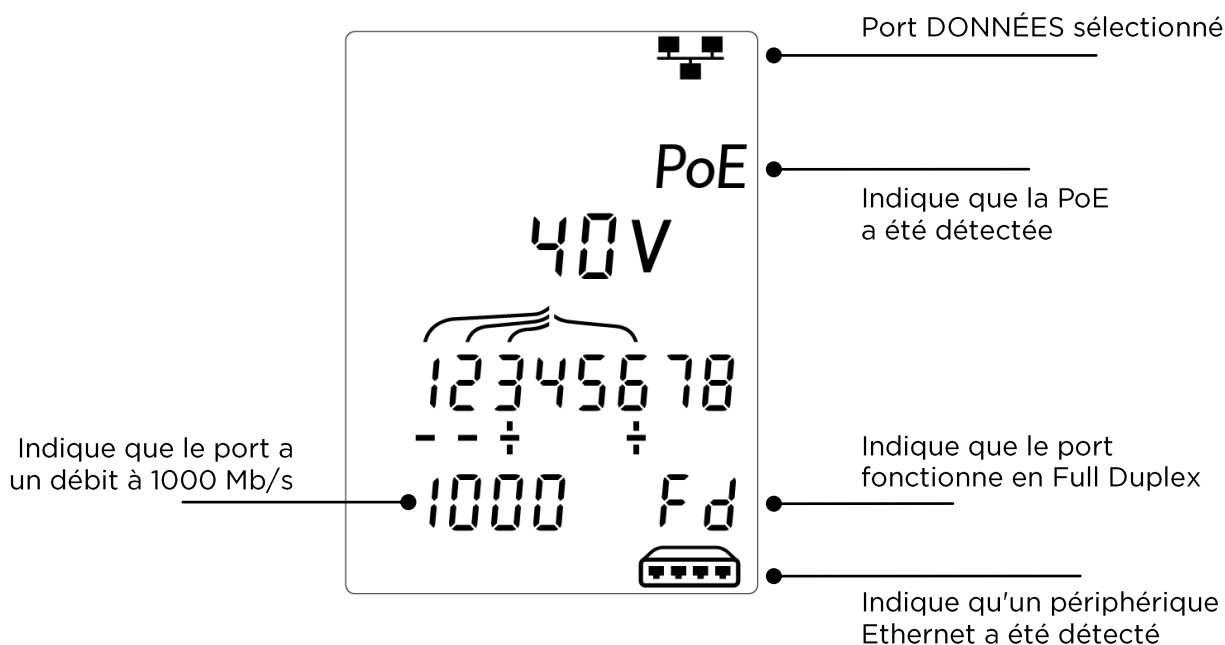 Port DONNÉES sélectionné
PoE
Indique que la PoE
a été détectée
40V
12345678
- - ÷ ÷
Indique que le port a
un débit à 1000 Mb/s
1000 Fd
Indique que le port
fonctionne en Full Duplex
Indique qu'un périphérique
Ethernet a été détecté